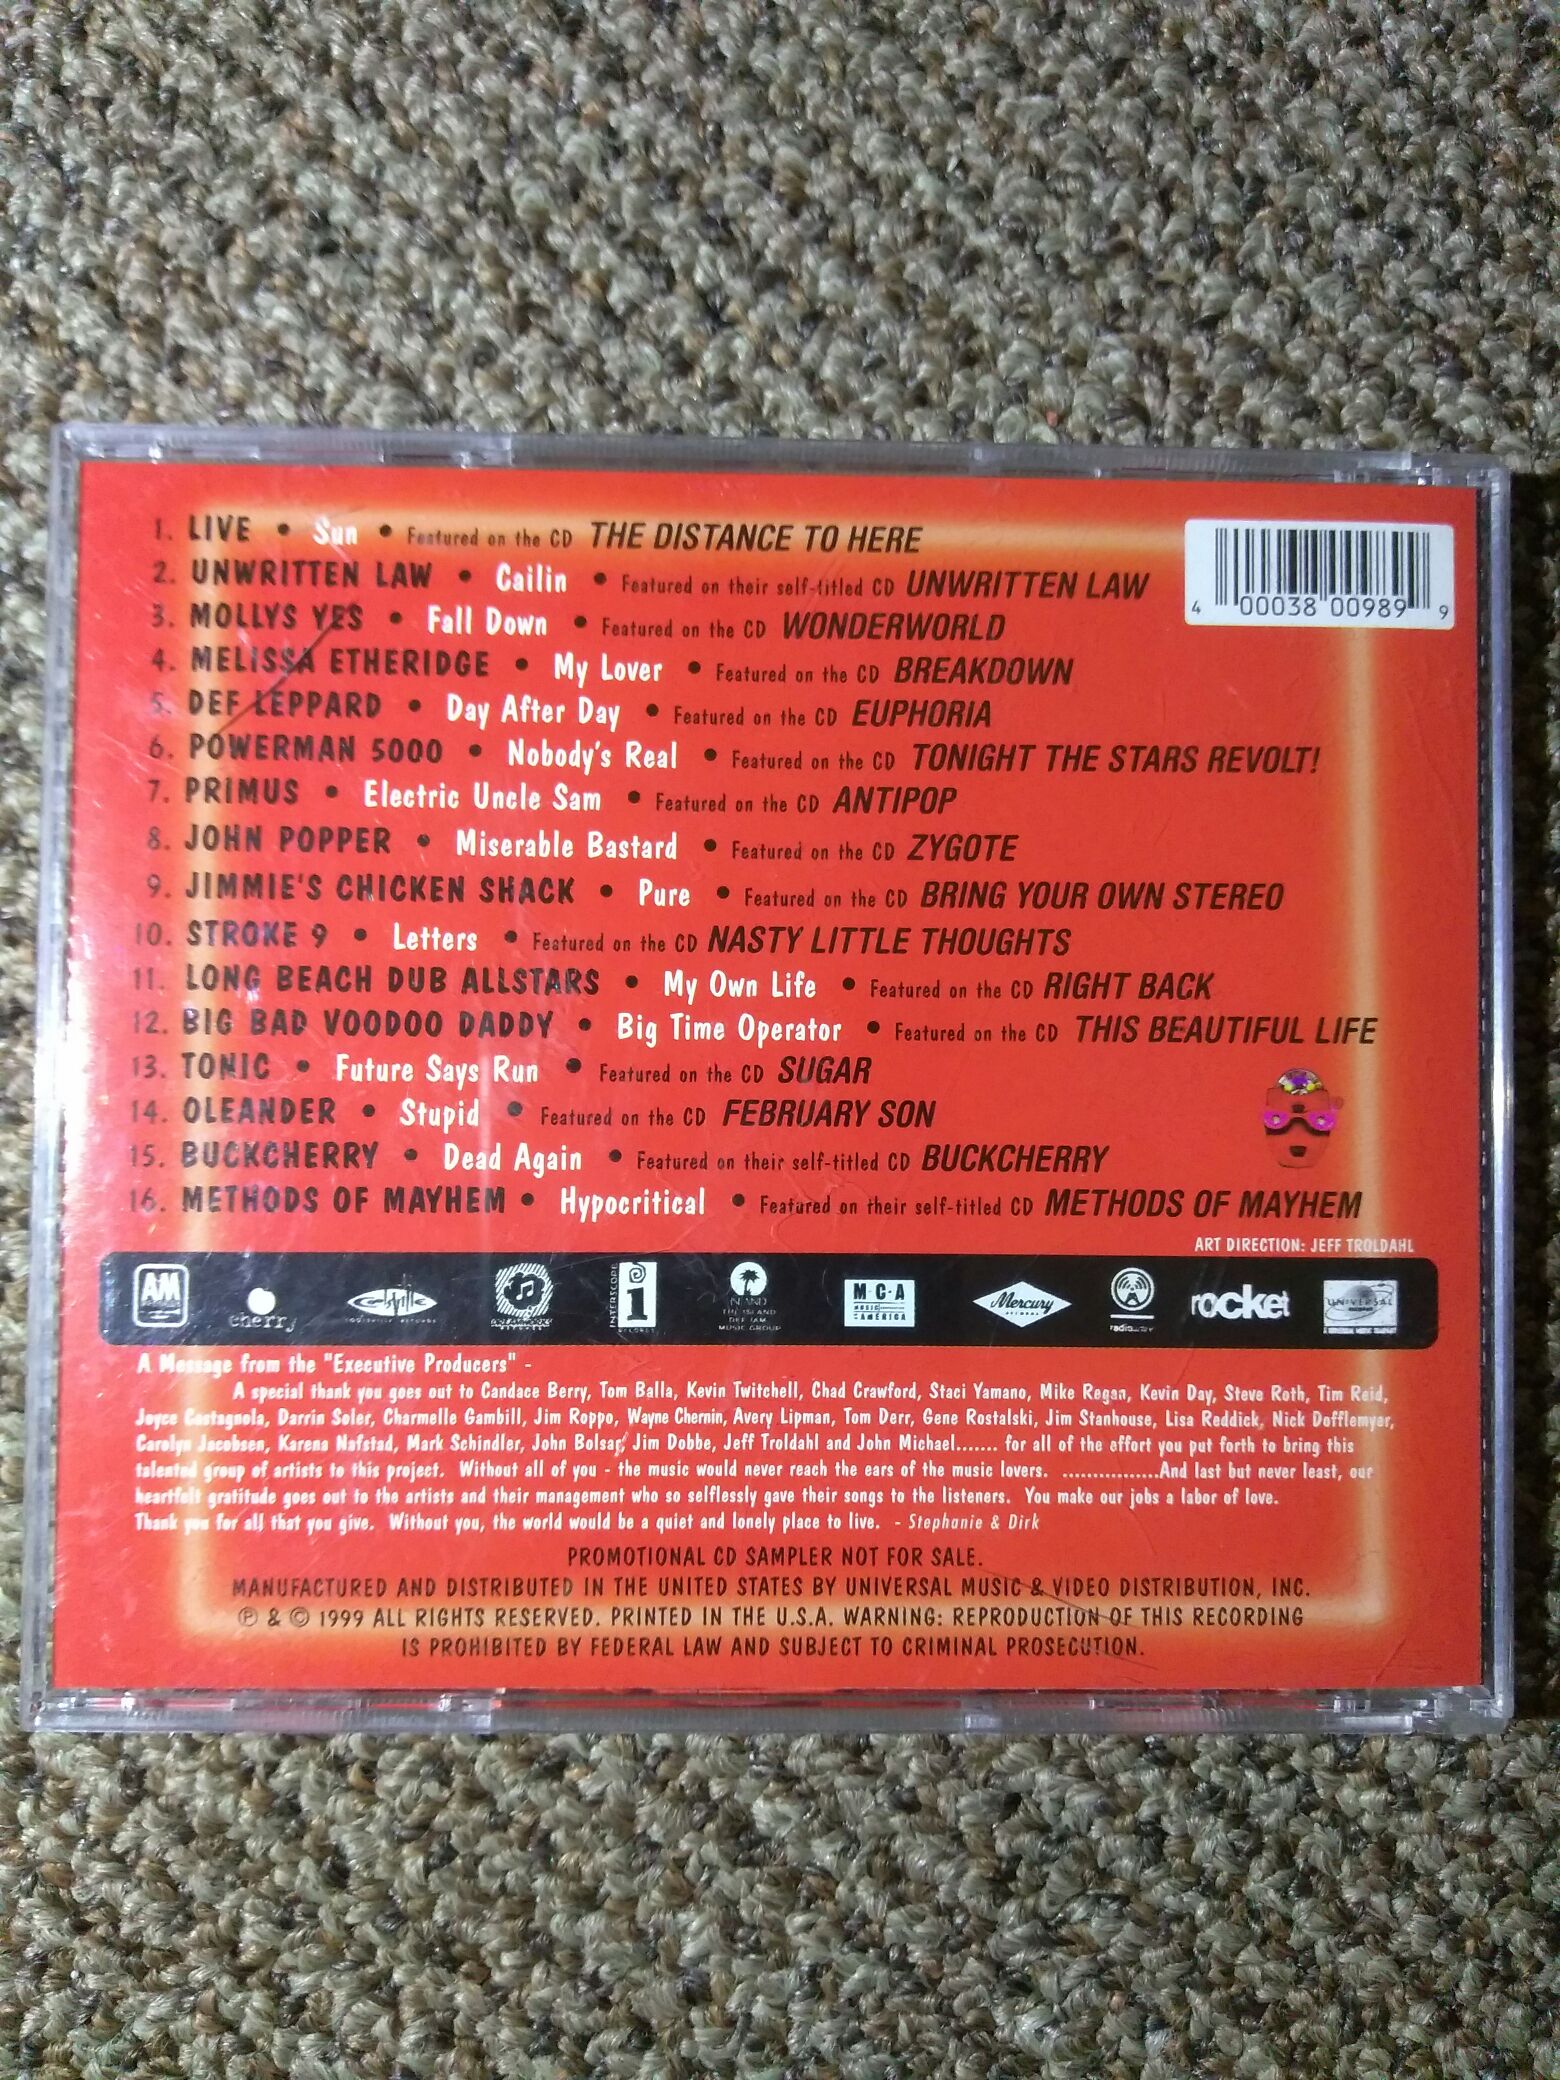 1. LIVE • Sun • Featured on the CD THE DISTANCE TO HERE
2. UNWRITTEN LAW • Cailin • Featured on their self-titled CD UNWRITTEN LAW
4 00038 00989 9
3. MOLLYS YES • Fall Down • Featured on the CD WONDERWORLD
4. MELISSA ETHERIDGE • My Lover • Featured on the CD BREAKDOWN
5. DEF LEPPARD • Day After Day • Featured on the CD EUPHORIA
6. POWERMAN 5000 • Nobody's Real • Featured on the CD TONIGHT THE STARS REVOLT!
7. PRIMUS • Electric Uncle Sam • Featured on the CD ANTIPOP
8. JOHN POPPER • Miserable Bastard • Featured on the CD ZYGOTE
9. JIMMIE'S CHICKEN SHACK • Pure • Featured on the CD BRING YOUR OWN STEREO
10. STROKE 9 • Letters • Featured on the CD NASTY LITTLE THOUGHTS
11. LONG BEACH DUB ALLSTARS • My Own Life • Featured on the CD RIGHT BACK
12. BIG BAD VOODOO DADDY • Big Time Operator • Featured on the CD THIS BEAUTIFUL LIFE
13. TONIC • Future Says Run • Featured on the CD SUGAR
14. OLEANDER • Stupid • Featured on the CD FEBRUARY SON
15. BUCKCHERRY • Dead Again • Featured on their self-titled CD BUCKCHERRY
16. METHODS OF MAYHEM • Hypocritical • Featured on their self-titled CD METHODS OF MAYHEM
ART DIRECTION: JEFF TROLDAHL
AM
cherry
INTERSCOPE RECORDS
ISLAND
THE ISLAND
DEF JAM
MUSIC GROUP
M·C·A
MUSIC AMERICA
Mercury
rocket
UNIVERSAL
A Message from the "Executive Producers" -
A special thank you goes out to Candace Berry, Tom Balla, Kevin Twitchell, Chad Crawford, Staci Yamano, Mike Regan, Kevin Day, Steve Roth, Tim Reid,
Joyce Castagnola, Darrin Soler, Charmelle Gambill, Jim Roppo, Wayne Chernin, Avery Lipman, Tom Derr, Gene Rostalski, Jim Stanhouse, Lisa Reddick, Nick Dofflemyer,
Carolyn Jacobsen, Karena Nafstad, Mark Schindler, John Bolsar, Jim Dobbe, Jeff Troldahl and John Michael....... for all of the effort you put forth to bring this
talented group of artists to this project. Without all of you - the music would never reach the ears of the music lovers. ................And last but never least, our
heartfelt gratitude goes out to the artists and their management who so selflessly gave their songs to the listeners. You make our jobs a labor of love.
Thank you for all that you give. Without you, the world would be a quiet and lonely place to live. - Stephanie & Dirk
PROMOTIONAL CD SAMPLER NOT FOR SALE.
MANUFACTURED AND DISTRIBUTED IN THE UNITED STATES BY UNIVERSAL MUSIC & VIDEO DISTRIBUTION, INC.
℗ & © 1999 ALL RIGHTS RESERVED. PRINTED IN THE U.S.A. WARNING: REPRODUCTION OF THIS RECORDING
IS PROHIBITED BY FEDERAL LAW AND SUBJECT TO CRIMINAL PROSECUTION.